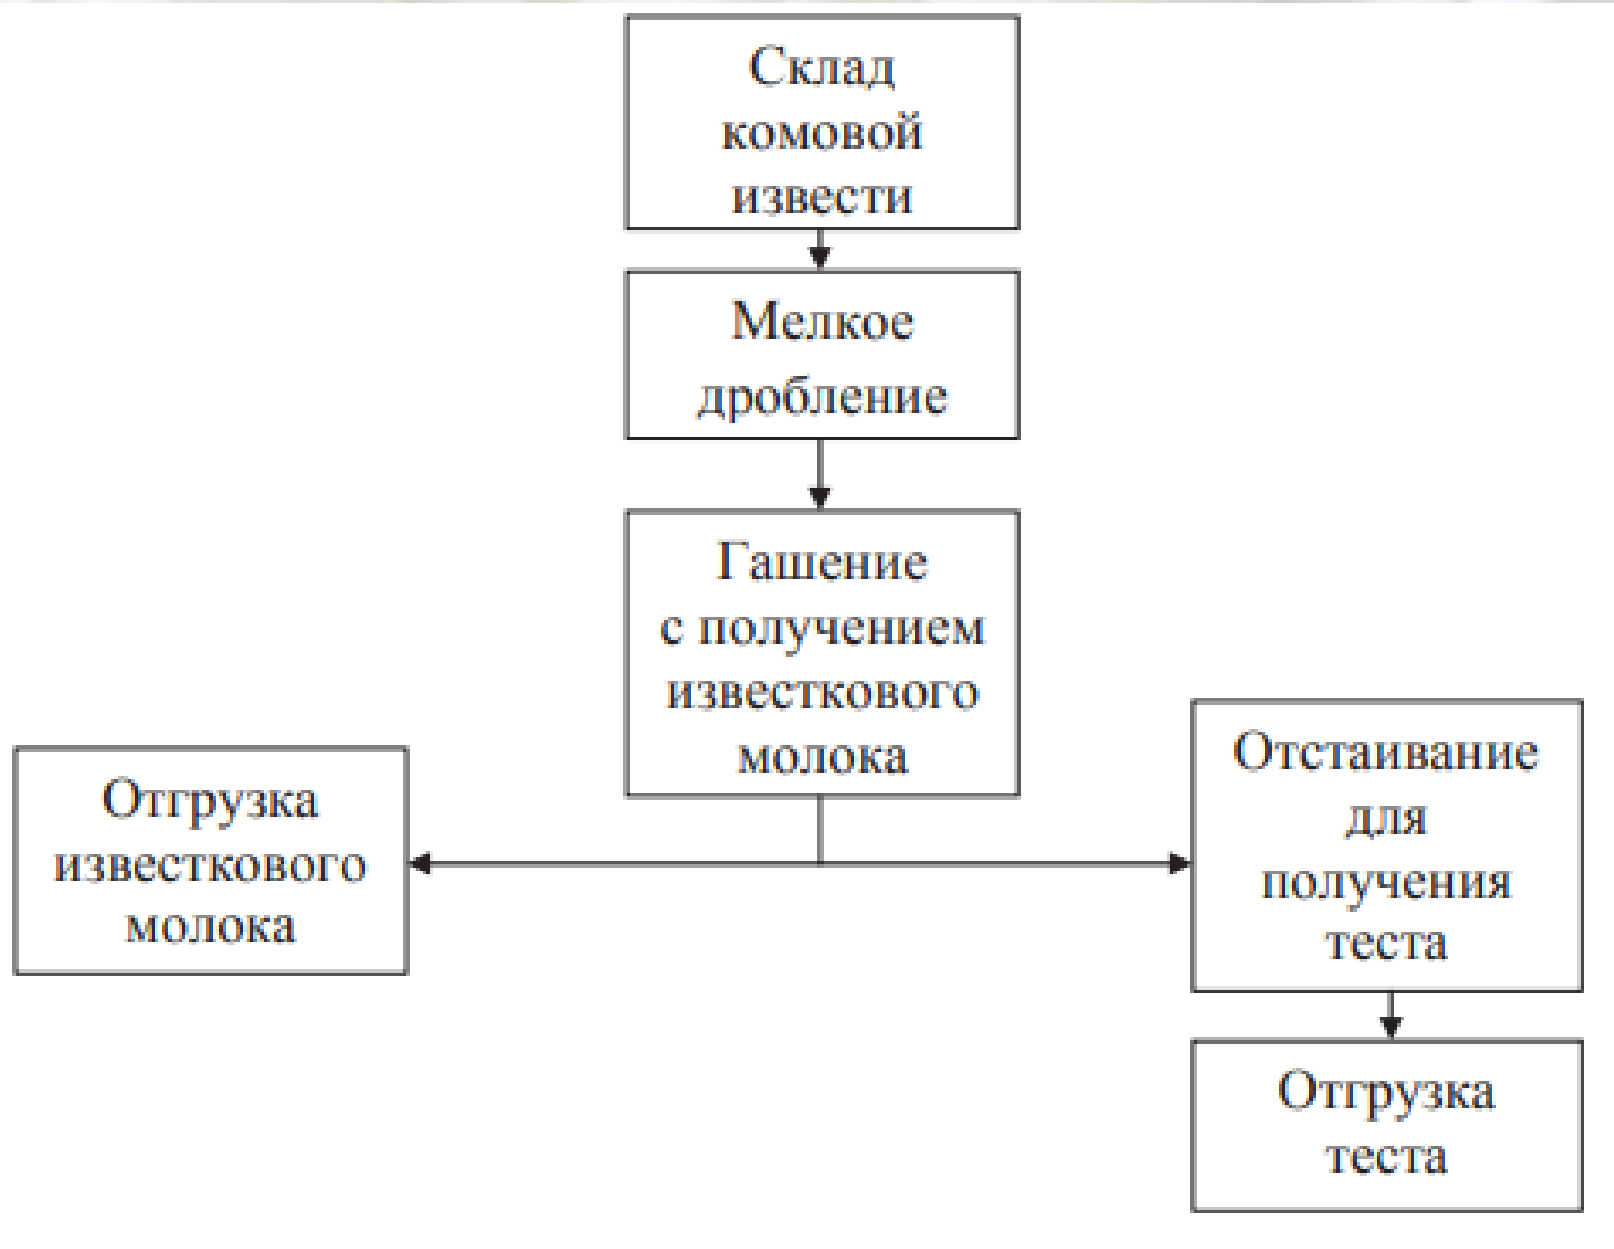 Склад
комовой
извести
Мелкое
дробление
Гашение
с получением
известкового
молока
Отгрузка
известкового
молока
Отстаивание
для
получения
теста
Отгрузка
теста